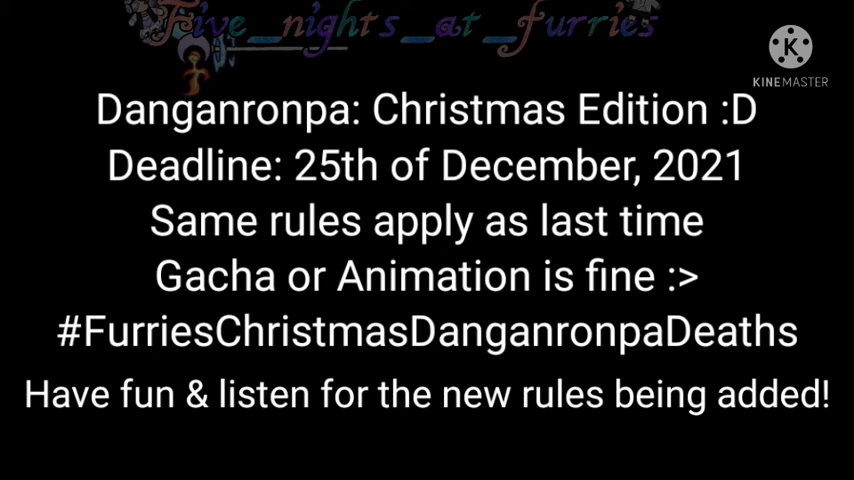 Five_nights_at_furries
KINEMASTER
Danganronpa: Christmas Edition :D
Deadline: 25th of December, 2021
Same rules apply as last time
Gacha or Animation is fine :>
#FurriesChristmasDanganronpaDeaths
Have fun & listen for the new rules being added!